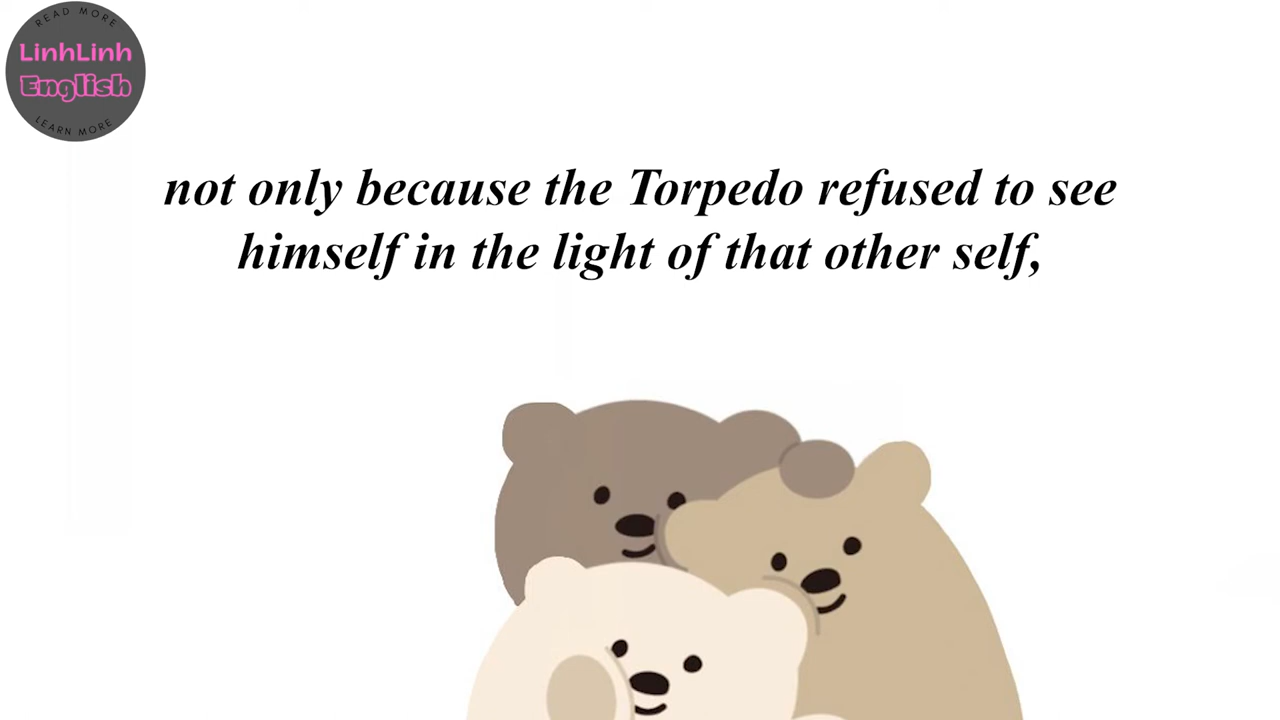 READ MORE
LinhLinh
English
LEARN MORE
not only because the Torpedo refused to see
himself in the light of that other self,